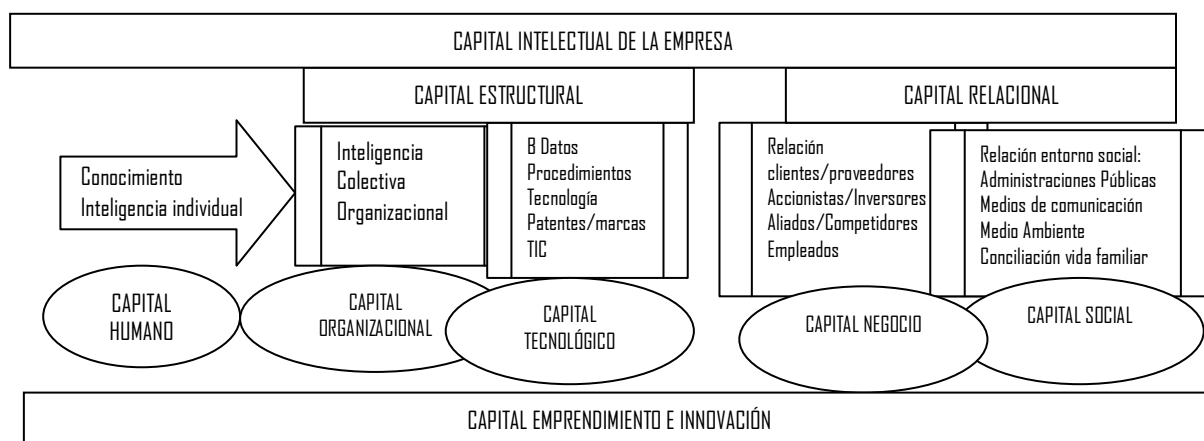 CAPITAL INTELECTUAL DE LA EMPRESA
CAPITAL ESTRUCTURAL
CAPITAL RELACIONAL
Conocimiento
Inteligencia individual
Inteligencia
Colectiva
Organizacional
B Datos
Procedimientos
Tecnología
Patentes/marcas
TIC
Relación
clientes/proveedores
Accionistas/Inversores
Aliados/Competidores
Empleados
Relación entorno social:
Administraciones Públicas
Medios de comunicación
Medio Ambiente
Conciliación vida familiar
CAPITAL
HUMANO
CAPITAL
ORGANIZACIONAL
CAPITAL
TECNOLÓGICO
CAPITAL NEGOCIO
CAPITAL SOCIAL
CAPITAL EMPRENDIMIENTO E INNOVACIÓN